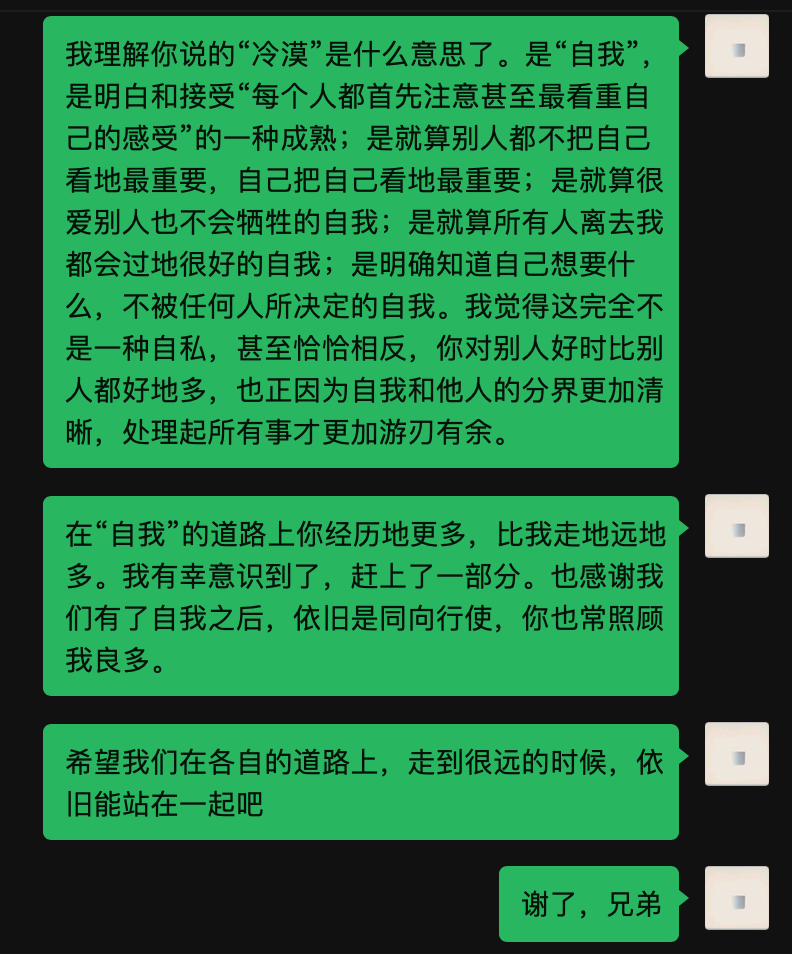 我理解你说的“冷漠”是什么意思了。是“自我”，
是明白和接受“每个人都首先注意甚至最看重自
己的感受”的一种成熟；是就算别人都不把自己
看地最重要，自己把自己看地最重要；是就算很
爱别人也不会牺牲的自我；是就算所有人离去我
都会过地很好的自我；是明确知道自己想要什
么，不被任何人所决定的自我。我觉得这完全不
是一种自私，甚至恰恰相反，你对别人好时比别
人都好地多，也正因为自我和他人的分界更加清
晰，处理起所有事才更加游刃有余。
在“自我”的道路上你经历地更多，比我走地远地
多。我有幸意识到了，赶上了一部分。也感谢我
们有了自我之后，依旧是同向行使，你也常照顾
我良多。
希望我们在各自的道路上，走到很远的时候，依
旧能站在一起吧
谢了，兄弟